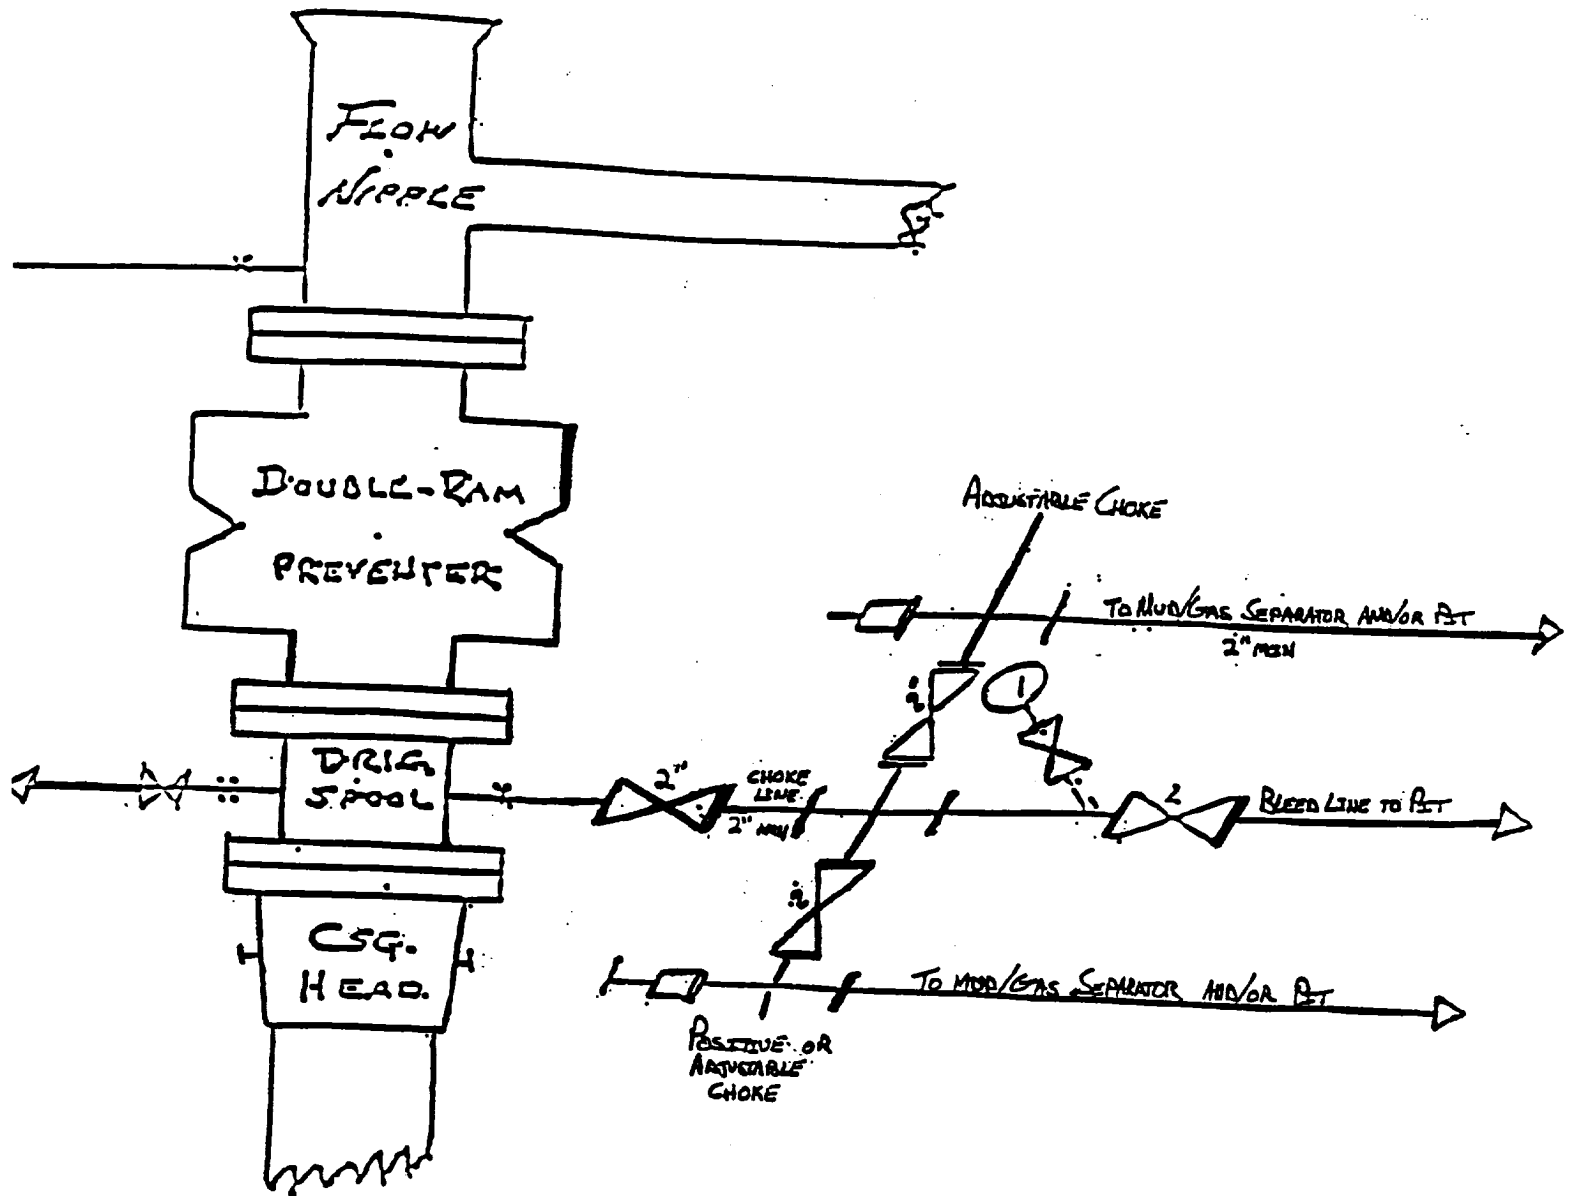 FLOW
NIPPLE
DOUBLE-RAM
PREVENTER
ADJUSTABLE CHOKE
TO MUD/GAS SEPARATOR AND/OR PIT
2" MIN
1
2"
DRLG.
SPOOL
2"
CHOKE
LINE
2" MIN
2
BLEED LINE TO PIT
2"
CSG.
HEAD.
TO MUD/GAS SEPARATOR AND/OR PIT
POSITIVE OR
ADJUSTABLE
CHOKE